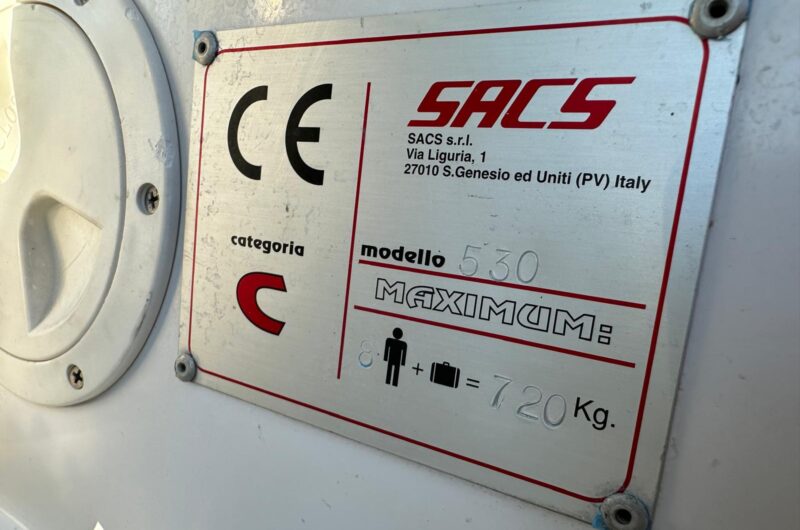 CE
SACS
SACS s.r.l.
Via Liguria, 1
27010 S.Genesio ed Uniti (PV) Italy
categoria
C
modello 530
MAXIMUM:
8 + = 720 Kg.